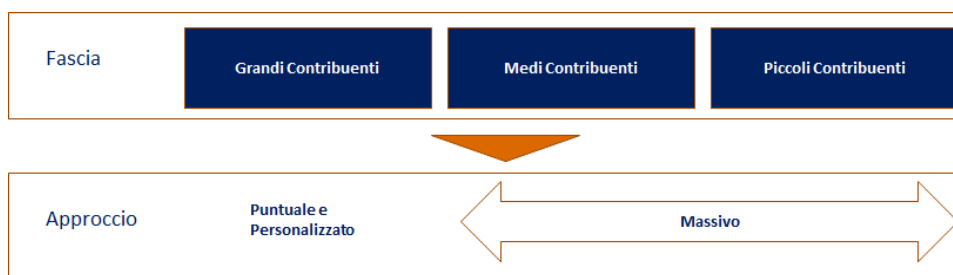 Fascia
Grandi Contribuenti
Medi Contribuenti
Piccoli Contribuenti
Approccio
Puntuale e
Personalizzato
Massivo